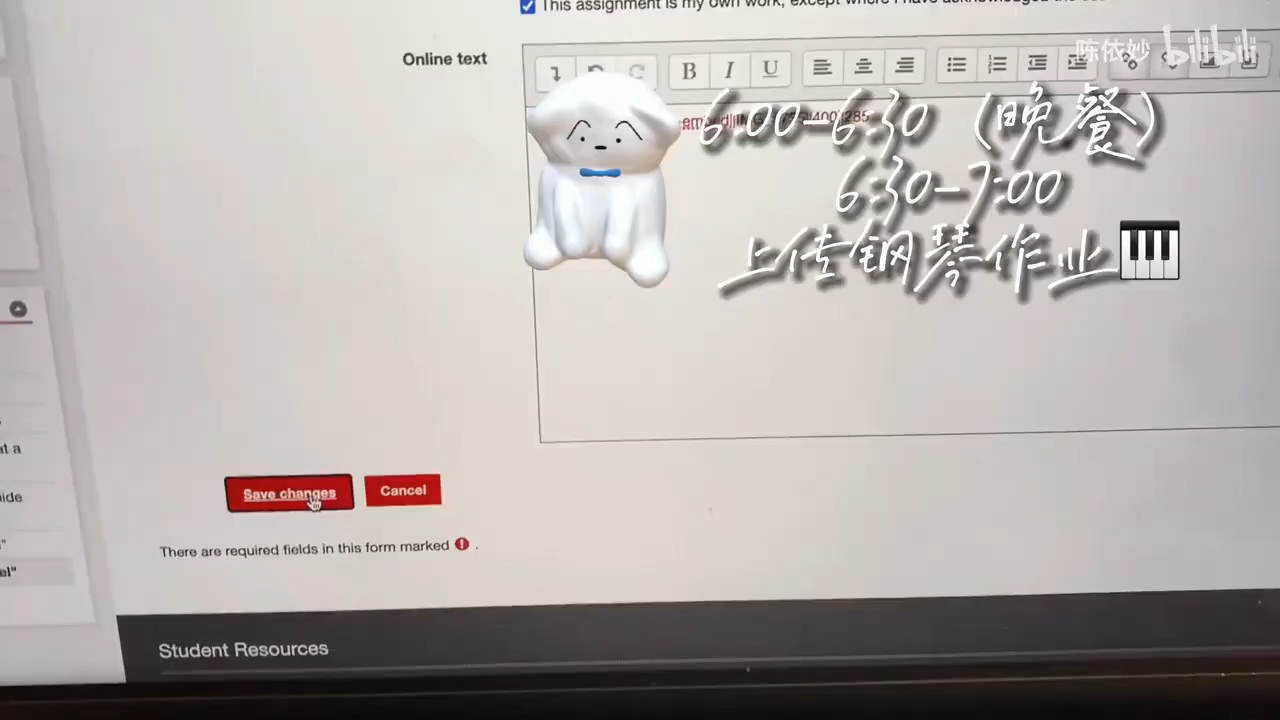 This assignment is my own work, except where I have acknowledged the
Online text
B I U
陈依妙 bilibili
6:00-6:30 (晚餐)
6:30-7:00
上传钢琴作业
at a
el"
Save changes
Cancel
There are required fields in this form marked .
Student Resources